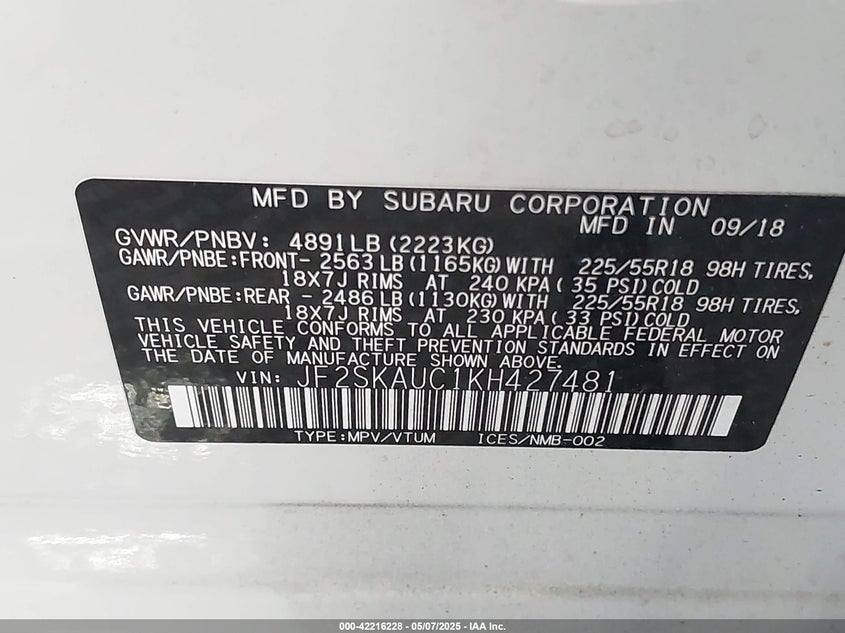 MFD BY SUBARU CORPORATION
MFD IN 09/18
GVWR/PNBV: 4891LB (2223KG)
GAWR/PNBE:FRONT- 2563LB(1165KG)WITH 225/55R18 98H TIRES,
18X7J RIMS AT 240 KPA( 35 PSI)COLD
GAWR/PNBE:REAR - 2486LB(1130KG)WITH 225/55R18 98H TIRES,
18X7J RIMS AT 230 KPA( 33 PSI)COLD
THIS VEHICLE CONFORMS TO ALL APPLICABLE FEDERAL MOTOR
VEHICLE SAFETY AND THEFT PREVENTION STANDARDS IN EFFECT ON
THE DATE OF MANUFACTURE SHOWN ABOVE.
VIN: JF2SKAUC1KH427481
TYPE:MPV/VTUM ICES/NMB-002
000-42216228 - 05/07/2025 - IAA Inc.